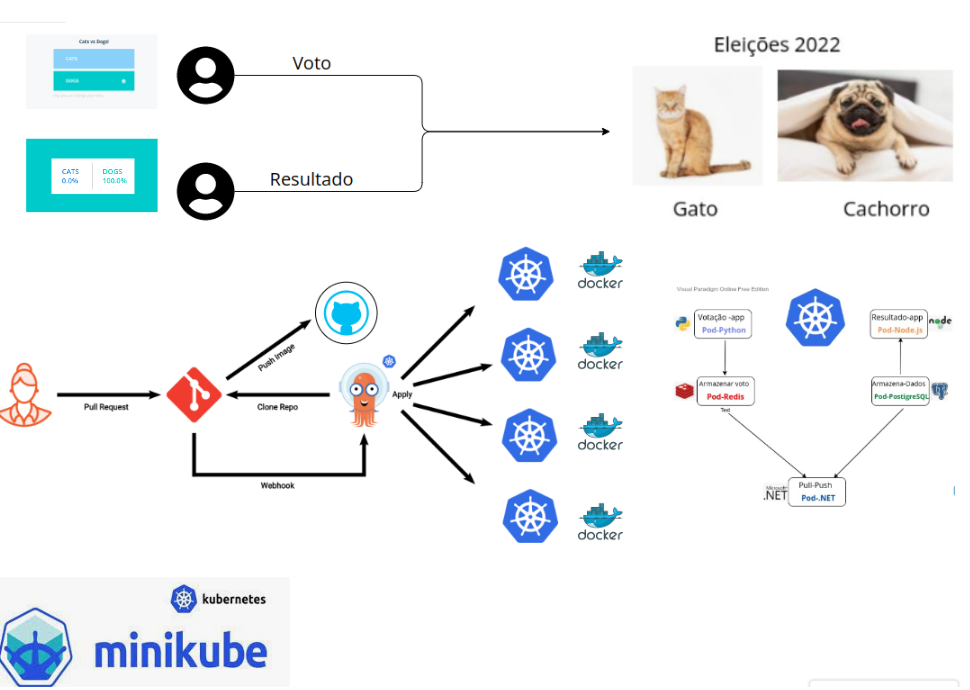 Cats vs Dogs!
CATS
DOGS
Voto
Eleições 2022
CATS
0.0%
DOGS
100.0%
Resultado
Gato
Cachorro
docker
docker
docker
docker
Push Image
Pull Request
Clone Repo
Apply
Webhook
Visual Paradigm Online Free Edition
Votação -app
Pod-Python
Resultado-app
Pod-Node.js
node
Armazenar voto
Pod-Redis
Text
Armazena-Dados
Pod-PostigreSQL
Microsoft
.NET
Pull-Push
Pod-.NET
kubernetes
minikube